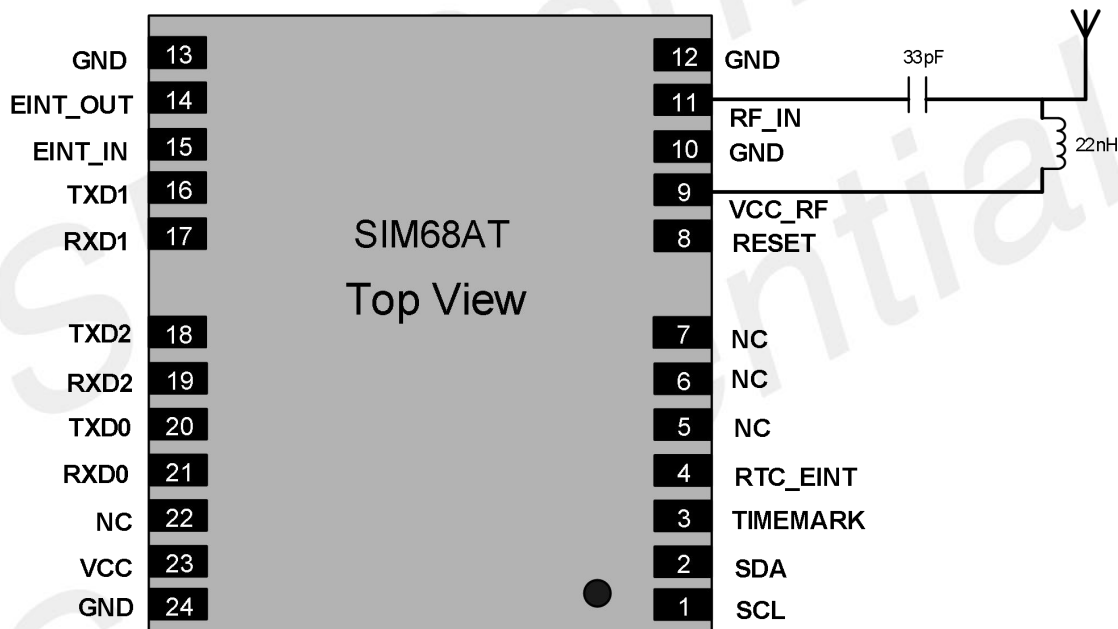 GND 13 12 GND 33pF
EINT_OUT 14 11 RF_IN
EINT_IN 15 10 GND 22nH
TXD1 16 9 VCC_RF
RXD1 17 SIM68AT 8 RESET
Top View
TXD2 18 7 NC
RXD2 19 6 NC
TXD0 20 5 NC
RXD0 21 4 RTC_EINT
NC 22 3 TIMEMARK
VCC 23 2 SDA
GND 24 1 SCL